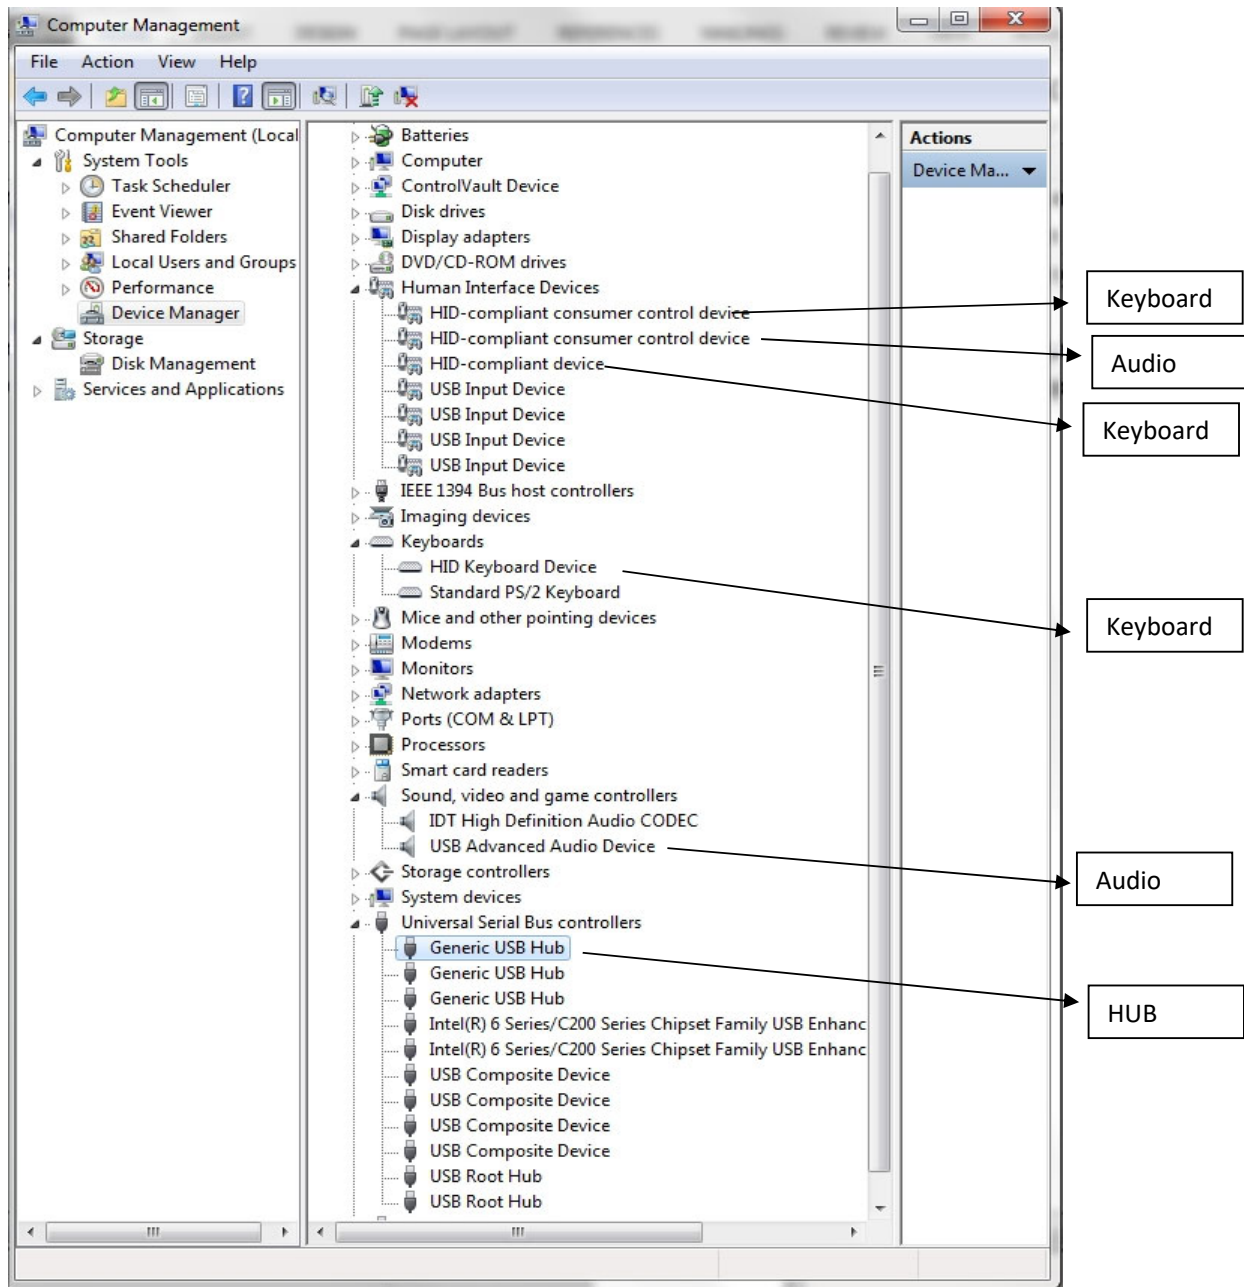 Computer Management
File Action View Help
Computer Management (Local
System Tools
Task Scheduler
Event Viewer
Shared Folders
Local Users and Groups
Performance
Device Manager
Storage
Disk Management
Services and Applications
Batteries
Computer
ControlVault Device
Disk drives
Display adapters
DVD/CD-ROM drives
Human Interface Devices
HID-compliant consumer control device
HID-compliant consumer control device
HID-compliant device
USB Input Device
USB Input Device
USB Input Device
USB Input Device
IEEE 1394 Bus host controllers
Imaging devices
Keyboards
HID Keyboard Device
Standard PS/2 Keyboard
Mice and other pointing devices
Modems
Monitors
Network adapters
Ports (COM & LPT)
Processors
Smart card readers
Sound, video and game controllers
IDT High Definition Audio CODEC
USB Advanced Audio Device
Storage controllers
System devices
Universal Serial Bus controllers
Generic USB Hub
Generic USB Hub
Generic USB Hub
Intel(R) 6 Series/C200 Series Chipset Family USB Enhanc
Intel(R) 6 Series/C200 Series Chipset Family USB Enhanc
USB Composite Device
USB Composite Device
USB Composite Device
USB Composite Device
USB Root Hub
USB Root Hub
Actions
Device Ma...
Keyboard
Audio
Keyboard
Keyboard
Audio
HUB